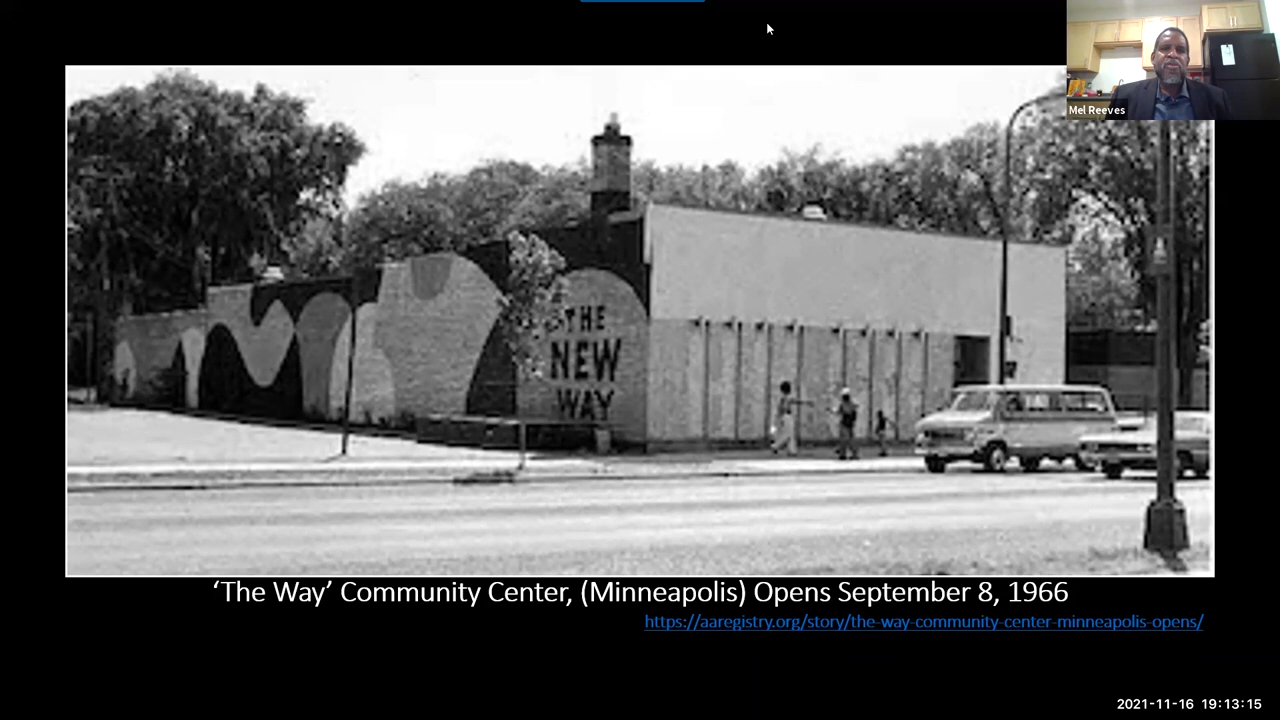 Mel Reeves
THE
NEW
WAY
‘The Way’ Community Center, (Minneapolis) Opens September 8, 1966
https://aaregistry.org/story/the-way-community-center-minneapolis-opens/
2021-11-16 19:13:15